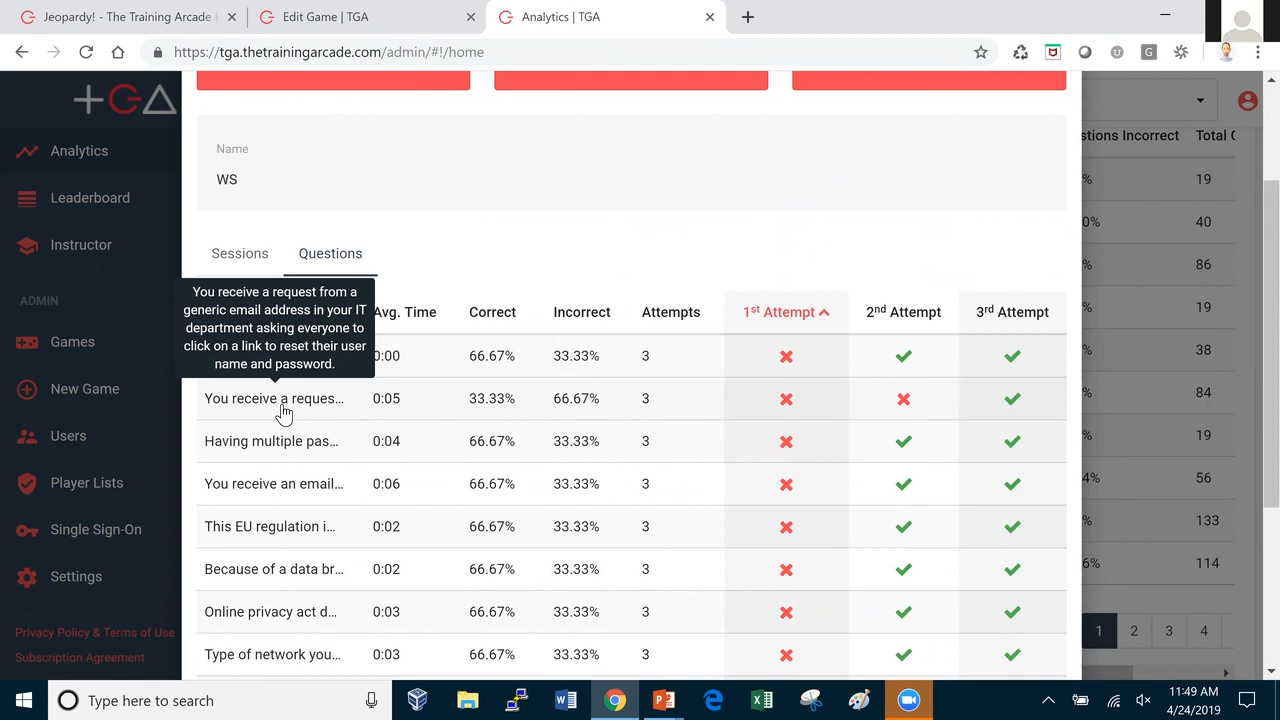 Jeopardy! - The Training Arcade
Edit Game | TGA
Analytics | TGA
https://tga.thetrainingarcade.com/admin/#!/home
Analytics
Leaderboard
Instructor
ADMIN
Games
New Game
Users
Player Lists
Single Sign-On
Settings
Privacy Policy & Terms of Use
Subscription Agreement
Name
WS
Sessions Questions
You receive a request from a
generic email address in your IT
department asking everyone to
click on a link to reset their user
name and password.
Avg. Time Correct Incorrect Attempts 1st Attempt 2nd Attempt 3rd Attempt
0:00 66.67% 33.33% 3
You receive a reques... 0:05 33.33% 66.67% 3
Having multiple pas... 0:04 66.67% 33.33% 3
You receive an email... 0:06 66.67% 33.33% 3
This EU regulation i... 0:02 66.67% 33.33% 3
Because of a data br... 0:02 66.67% 33.33% 3
Online privacy act d... 0:03 66.67% 33.33% 3
Type of network you... 0:03 66.67% 33.33% 3
stions Incorrect Total
% 19
0% 40
% 86
% 19
% 38
% 84
% 19
4% 56
% 133
6% 114
1 2 3 4
Type here to search
11:49 AM
4/24/2019